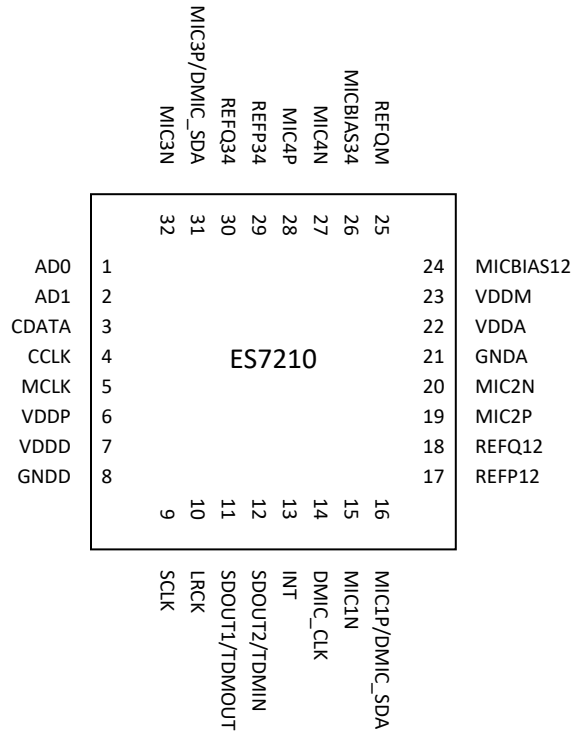 MIC3N
MIC3P/DMIC_SDA
REFQ34
REFP34
MIC4P
MIC4N
MICBIAS34
REFQM
32
31
30
29
28
27
26
25
AD0 1
AD1 2
CDATA 3
CCLK 4
MCLK 5
VDDP 6
VDDD 7
GNDD 8
ES7210
24 MICBIAS12
23 VDDM
22 VDDA
21 GNDA
20 MIC2N
19 MIC2P
18 REFQ12
17 REFP12
9
10
11
12
13
14
15
16
SCLK
LRCK
SDOUT1/TDMOUT
SDOUT2/TDMIN
INT
DMIC_CLK
MIC1N
MIC1P/DMIC_SDA